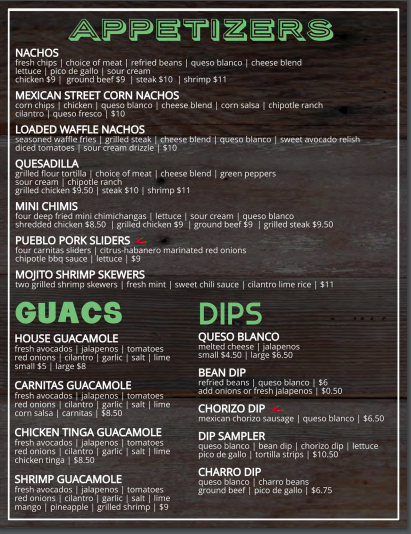 APPETIZERS
NACHOS
fresh chips | choice of meat | refried beans | queso blanco | cheese blend
lettuce | pico de gallo | sour cream
chicken $9 | ground beef $9 | steak $10 | shrimp $11
MEXICAN STREET CORN NACHOS
corn chips | chicken | queso blanco | cheese blend | corn salsa | chipotle ranch
cilantro | queso fresco | $10
LOADED WAFFLE NACHOS
seasoned waffle fries | grilled steak | cheese blend | queso blanco | sweet avocado relish
diced tomatoes | sour cream drizzle | $10
QUESADILLA
grilled flour tortilla | choice of meat | cheese blend | green peppers
sour cream | chipotle ranch
grilled chicken $9.50 | steak $10 | shrimp $11
MINI CHIMIS
four deep fried mini chimichangas | lettuce | sour cream | queso blanco
shredded chicken $8.50 | grilled chicken $9 | ground beef $9 | grilled steak $9.50
PUEBLO PORK SLIDERS
four carnitas sliders | citrus-habanero marinated red onions
chipotle bbq sauce | lettuce | $9
MOJITO SHRIMP SKEWERS
two grilled shrimp skewers | fresh mint | sweet chili sauce | cilantro lime rice | $11
GUACS
HOUSE GUACAMOLE
fresh avocados | jalapenos | tomatoes
red onions | cilantro | garlic | salt | lime
small $5 | large $8
CARNITAS GUACAMOLE
fresh avocados | jalapenos | tomatoes
red onions | cilantro | garlic | salt | lime
corn salsa | carnitas | $8.50
CHICKEN TINGA GUACAMOLE
fresh avocados | jalapenos | tomatoes
red onions | cilantro | garlic | salt | lime
chicken tinga | $8.50
SHRIMP GUACAMOLE
fresh avocados | jalapenos | tomatoes
red onions | cilantro | garlic | salt | lime
mango | pineapple | grilled shrimp | $9
DIPS
QUESO BLANCO
melted cheese | jalapenos
small $4.50 | large $6.50
BEAN DIP
refried beans | queso blanco | $6
add onions or fresh jalapenos | $0.50
CHORIZO DIP
mexican chorizo sausage | queso blanco | $6.50
DIP SAMPLER
queso blanco | bean dip | chorizo dip | lettuce
pico de gallo | tortilla strips | $10.50
CHARRO DIP
queso blanco | charro beans
ground beef | pico de gallo | $6.75